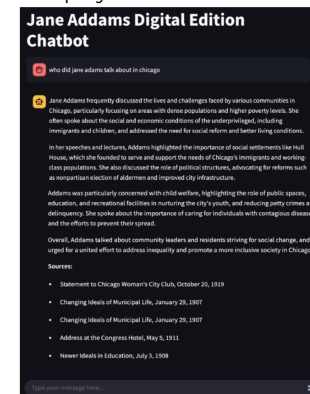 Jane Addams Digital Edition
Chatbot
who did jane adams talk about in chicago
Jane Addams frequently discussed the lives and challenges faced by various communities in
Chicago, particularly focusing on areas with dense populations and higher poverty levels. She
often spoke about the social and economic conditions of the underprivileged, including
immigrants and children, and addressed the need for social reform and better living conditions.
In her speeches and lectures, Addams highlighted the importance of social settlements like Hull
House, which she founded to serve and support the needs of Chicago's immigrants and working-
class populations. She also discussed the role of political structures, advocating for reforms such
as nonpartisan election of aldermen and improved city infrastructure.
Addams was particularly concerned with child welfare, highlighting the role of public spaces,
education, and recreational facilities in nurturing the city's youth, and reducing petty crimes a
delinquency. She spoke about the importance of caring for individuals with contagious disease
and the efforts to prevent their spread.
Overall, Addams talked about community leaders and residents striving for social change, and
urged for a united effort to address inequality and promote a more inclusive society in Chicago
Sources:
• Statement to Chicago Woman's City Club, October 20, 1919
• Changing Ideals of Municipal Life, January 29, 1907
• Changing Ideals of Municipal Life, January 29, 1907
• Address at the Congress Hotel, May 5, 1911
• Newer Ideals in Education, July 3, 1908
Type your message here...